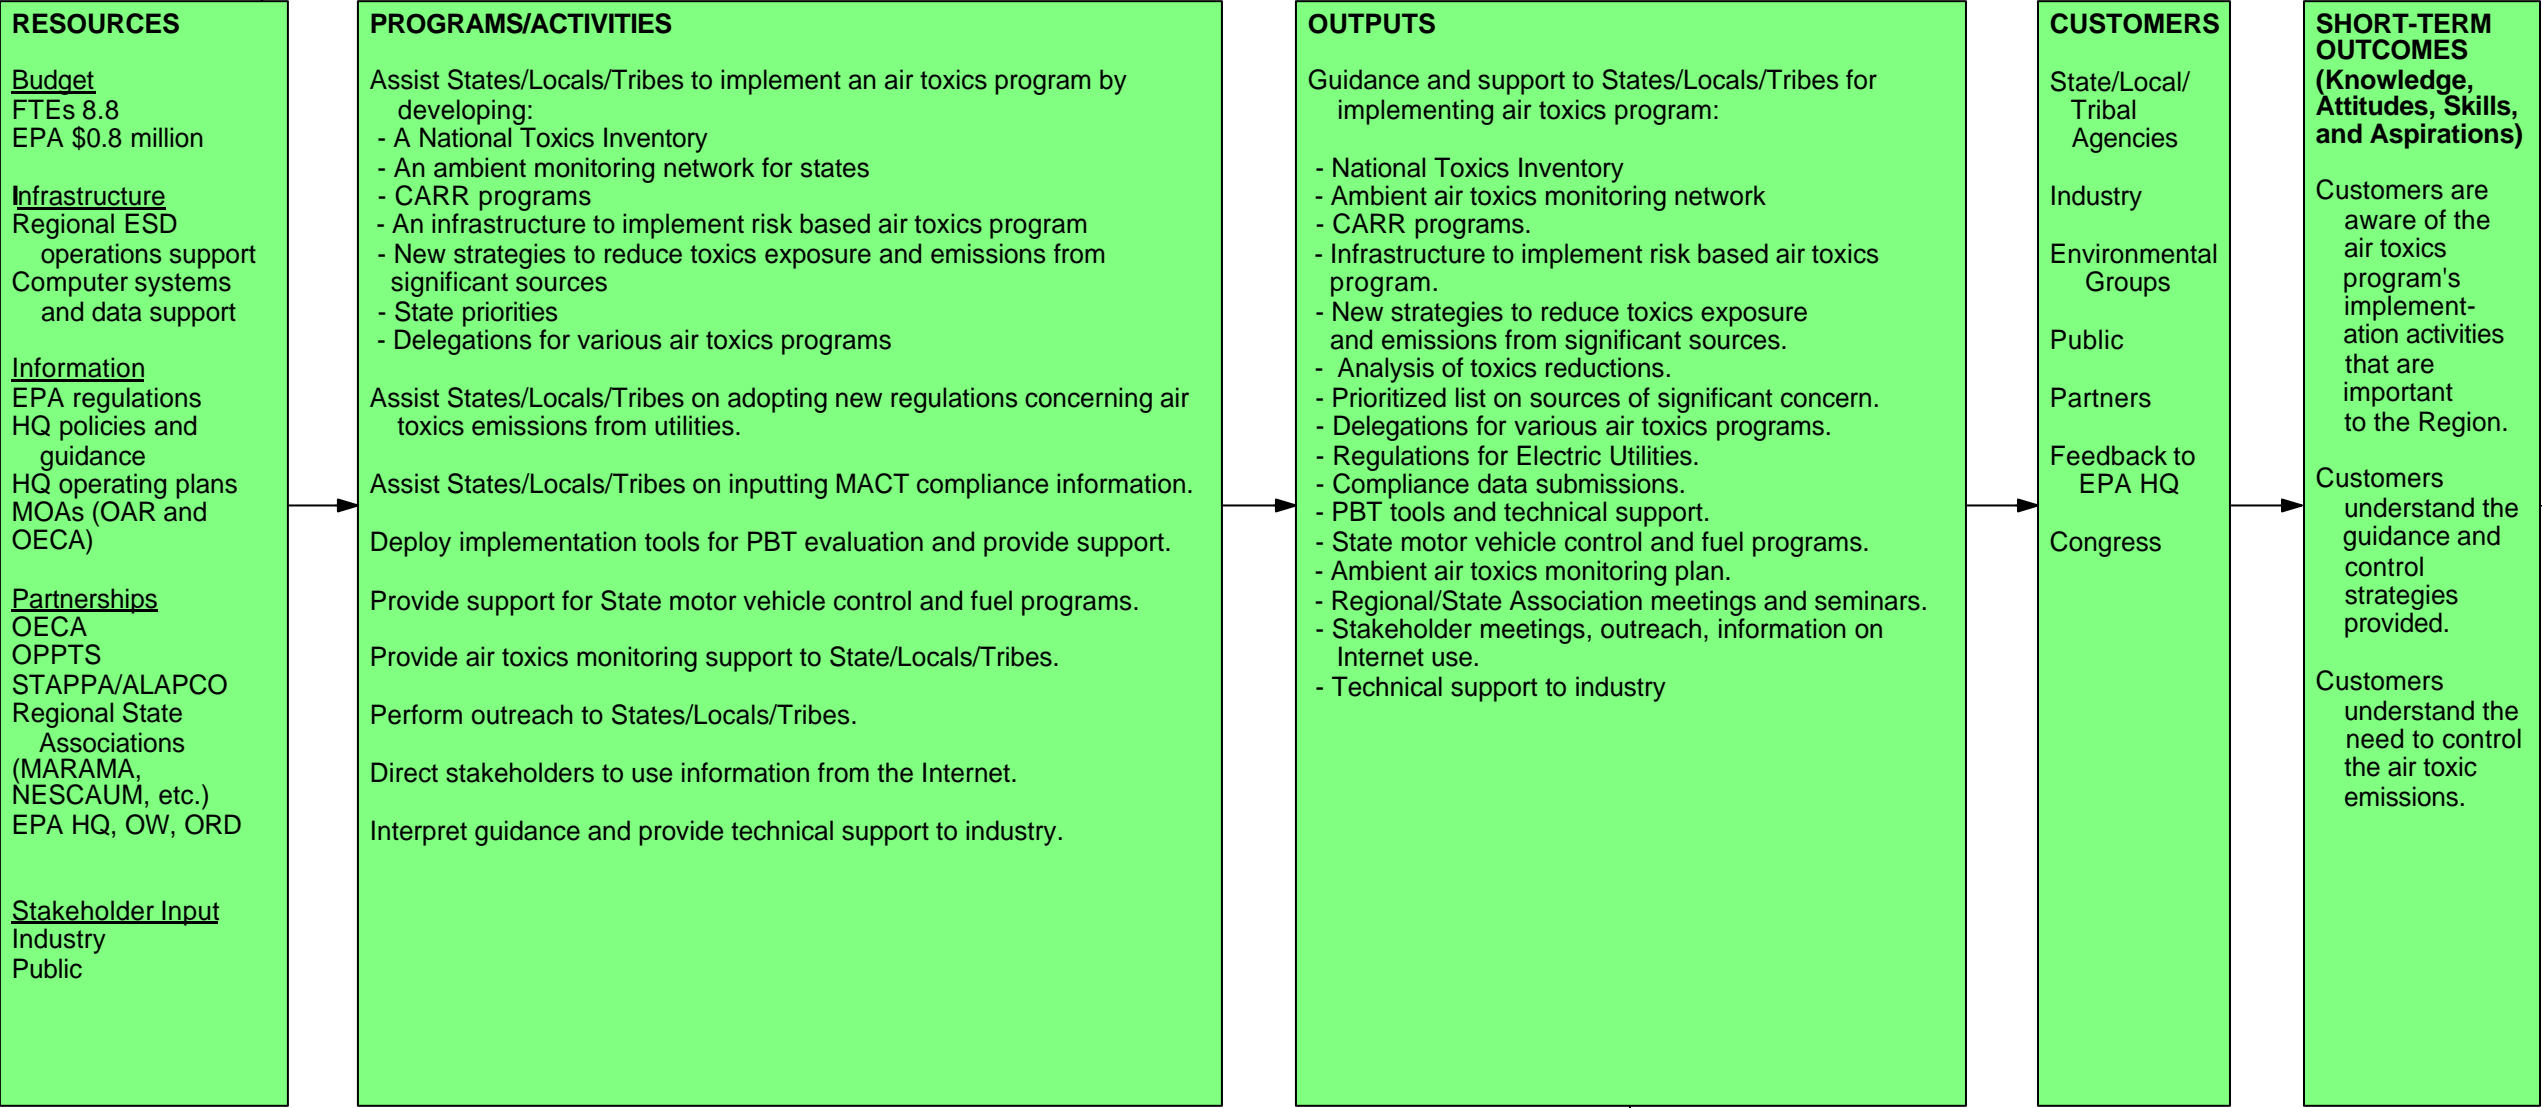 RESOURCES
Budget
FTEs 8.8
EPA $0.8 million
Infrastructure
Regional ESD
operations support
Computer systems
and data support
Information
EPA regulations
HQ policies and
guidance
HQ operating plans
MOAs (OAR and
OECA)
Partnerships
OECA
OPPTS
STAPPA/ALAPCO
Regional State
Associations
(MARAMA,
NESCAUM, etc.)
EPA HQ, OW, ORD
Stakeholder Input
Industry
Public
PROGRAMS/ACTIVITIES
Assist States/Locals/Tribes to implement an air toxics program by
developing:
- A National Toxics Inventory
- An ambient monitoring network for states
- CARR programs
- An infrastructure to implement risk based air toxics program
- New strategies to reduce toxics exposure and emissions from
significant sources
- State priorities
- Delegations for various air toxics programs
Assist States/Locals/Tribes on adopting new regulations concerning air
toxics emissions from utilities.
Assist States/Locals/Tribes on inputting MACT compliance information.
Deploy implementation tools for PBT evaluation and provide support.
Provide support for State motor vehicle control and fuel programs.
Provide air toxics monitoring support to State/Locals/Tribes.
Perform outreach to States/Locals/Tribes.
Direct stakeholders to use information from the Internet.
Interpret guidance and provide technical support to industry.
OUTPUTS
Guidance and support to States/Locals/Tribes for
implementing air toxics program:
- National Toxics Inventory
- Ambient air toxics monitoring network
- CARR programs.
- Infrastructure to implement risk based air toxics
program.
- New strategies to reduce toxics exposure
and emissions from significant sources.
- Analysis of toxics reductions.
- Prioritized list on sources of significant concern.
- Delegations for various air toxics programs.
- Regulations for Electric Utilities.
- Compliance data submissions.
- PBT tools and technical support.
- State motor vehicle control and fuel programs.
- Ambient air toxics monitoring plan.
- Regional/State Association meetings and seminars.
- Stakeholder meetings, outreach, information on
Internet use.
- Technical support to industry
CUSTOMERS
State/Local/
Tribal
Agencies
Industry
Environmental
Groups
Public
Partners
Feedback to
EPA HQ
Congress
SHORT-TERM
OUTCOMES
(Knowledge,
Attitudes, Skills,
and Aspirations)
Customers are
aware of the
air toxics
program's
implement-
ation activities
that are
important
to the Region.
Customers
understand the
guidance and
control
strategies
provided.
Customers
understand the
need to control
the air toxic
emissions.